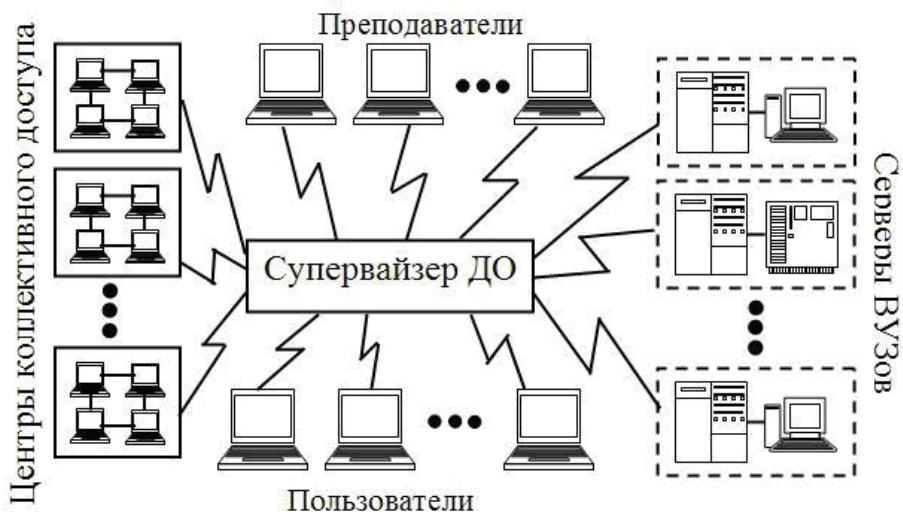 Преподаватели
Центры коллективного доступа
Супервайзер ДО
Серверы ВУЗов
Пользователи